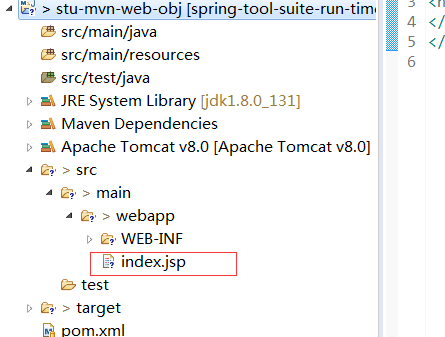 > stu-mvn-web-obj [spring-tool-suite-run-time
src/main/java
src/main/resources
src/test/java
JRE System Library [jdk1.8.0_131]
Maven Dependencies
Apache Tomcat v8.0 [Apache Tomcat v8.0]
> src
> main
> webapp
WEB-INF
index.jsp
test
> target
pom.xml
3
4 </
5 </
6